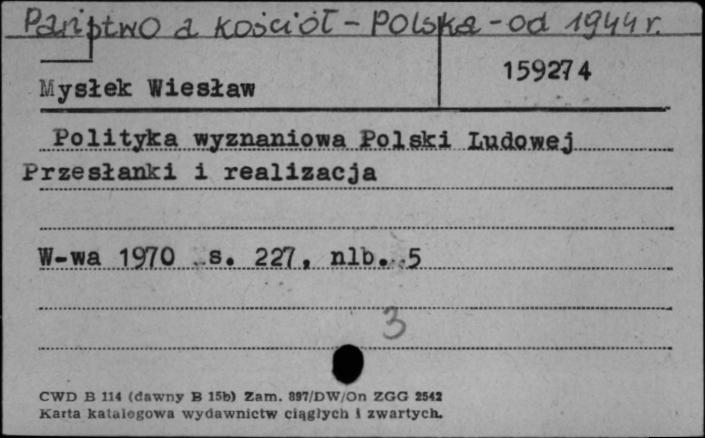 Państwo a kościół - Polska - od 1944 r.
159274
Mysłek Wiesław
Polityka wyznaniowa Polski Ludowej
Przesłanki i realizacja
W-wa 1970 s. 227, nlb. 5
3
CWD B 114 (dawny B 15b) Zam. 897/DW/On ZGG 2542
Karta katalogowa wydawnictw ciągłych i zwartych.